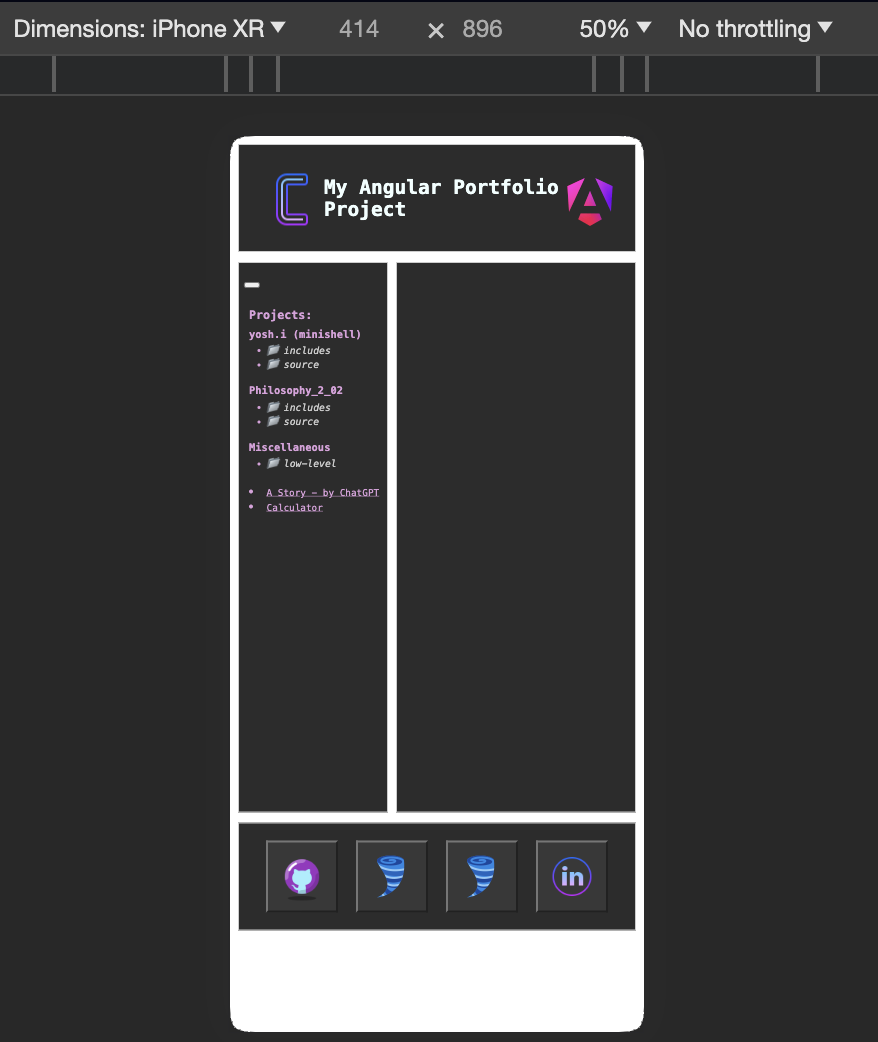 Dimensions: iPhone XR ▼ 414 × 896 50% ▼ No throttling ▼
My Angular Portfolio
Project
Projects:
yosh.i (minishell)
• includes
• source
Philosophy_2_02
• includes
• source
Miscellaneous
• low-level
• A Story - by ChatGPT
• Calculator
in